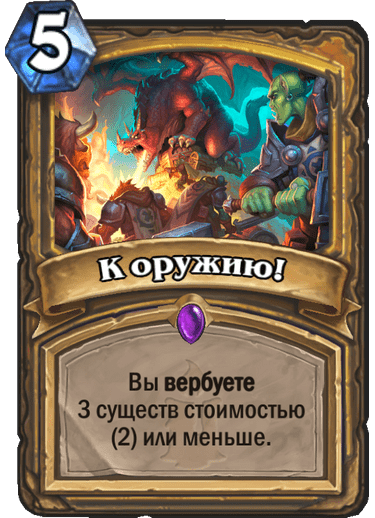 5
К оружию!
Вы вербуете
3 существ стоимостью
(2) или меньше.